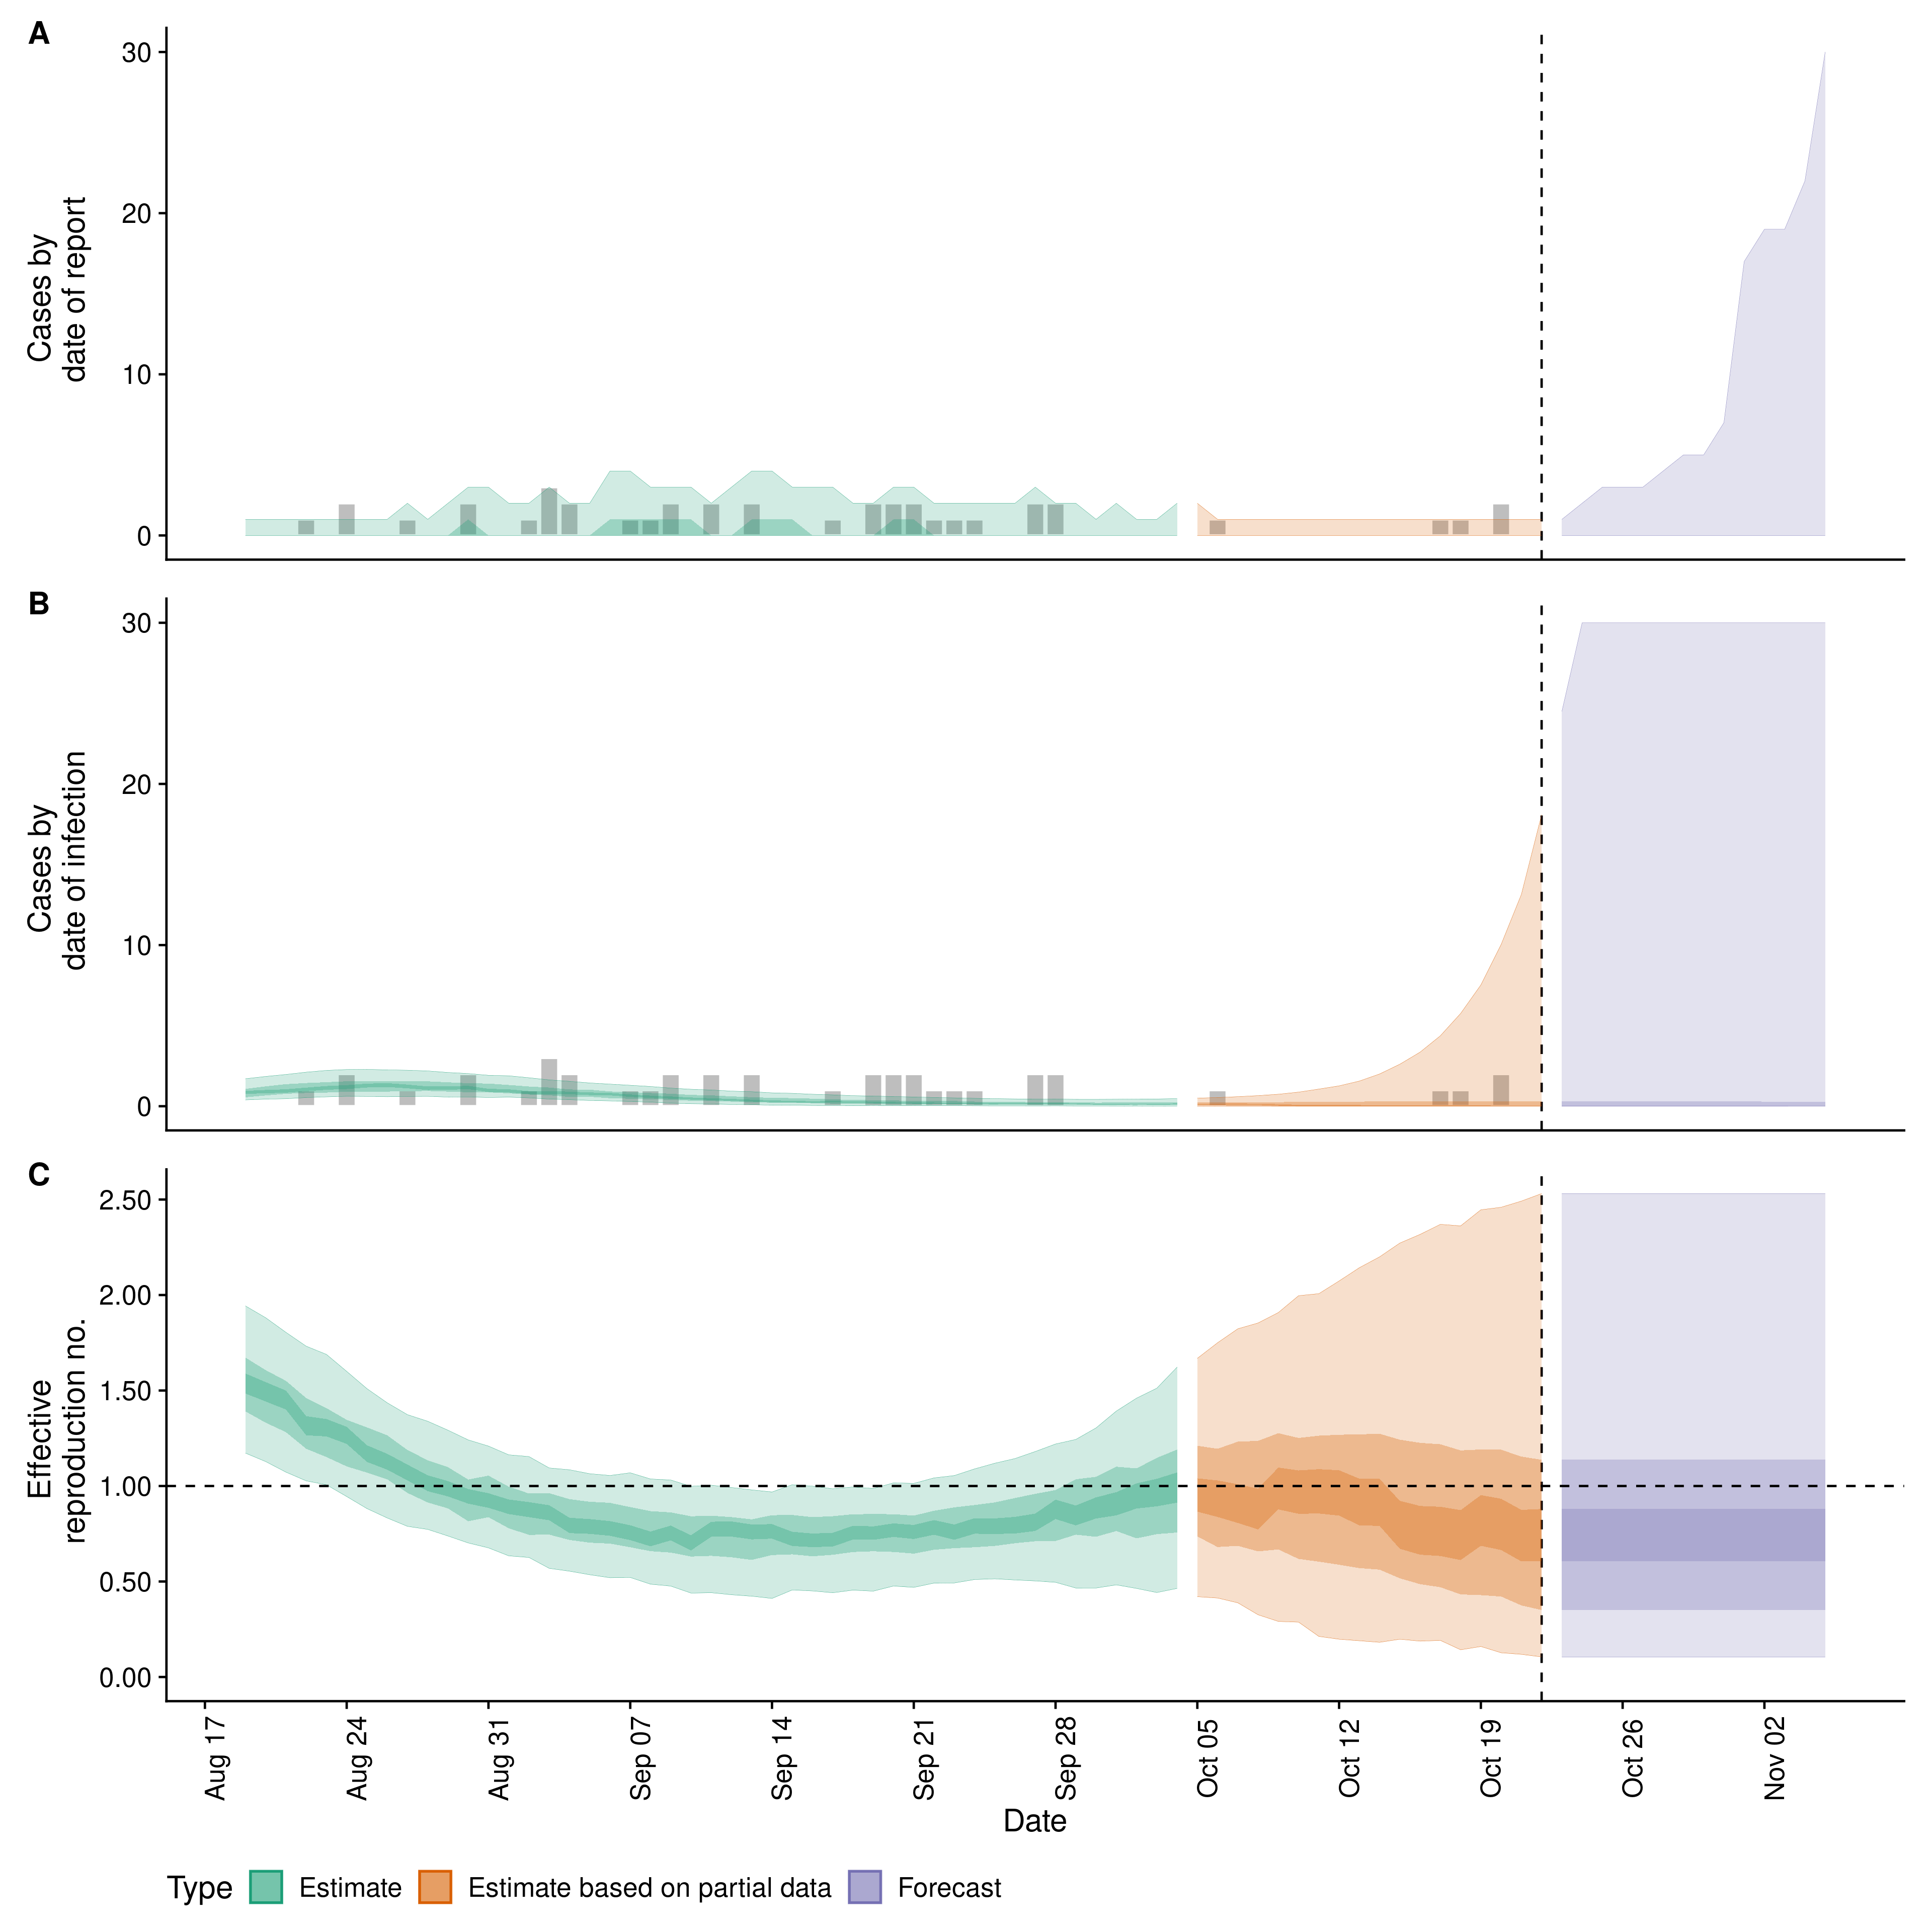 A
Cases by
date of report
30
20
10
0
B
Cases by
date of infection
30
20
10
0
C
Effective
reproduction no.
2.50
2.00
1.50
1.00
0.50
0.00
Aug 17
Aug 24
Aug 31
Sep 07
Sep 14
Sep 21
Sep 28
Oct 05
Oct 12
Oct 19
Oct 26
Nov 02
Date
Type Estimate Estimate based on partial data Forecast